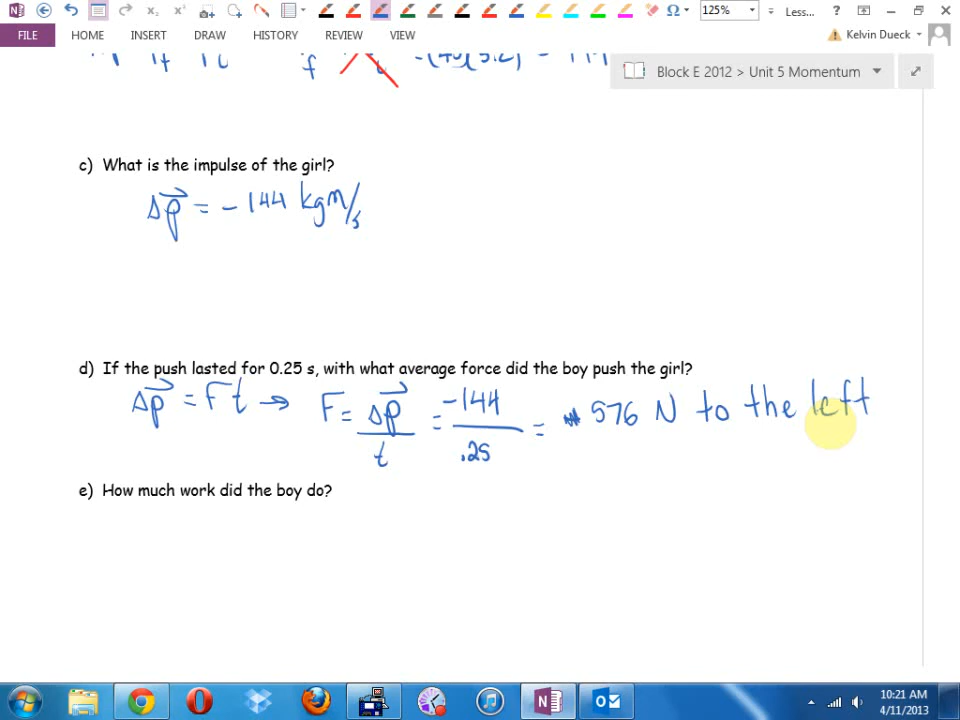 125%
Less...
?
FILE HOME INSERT DRAW HISTORY REVIEW VIEW
Kelvin Dueck
Block E 2012 > Unit 5 Momentum
c) What is the impulse of the girl?
Δp = -144 kgm/s
d) If the push lasted for 0.25 s, with what average force did the boy push the girl?
Δp = Ft → F = Δp/t = -144/.25 = 576 N to the left
e) How much work did the boy do?
10:21 AM
4/11/2013